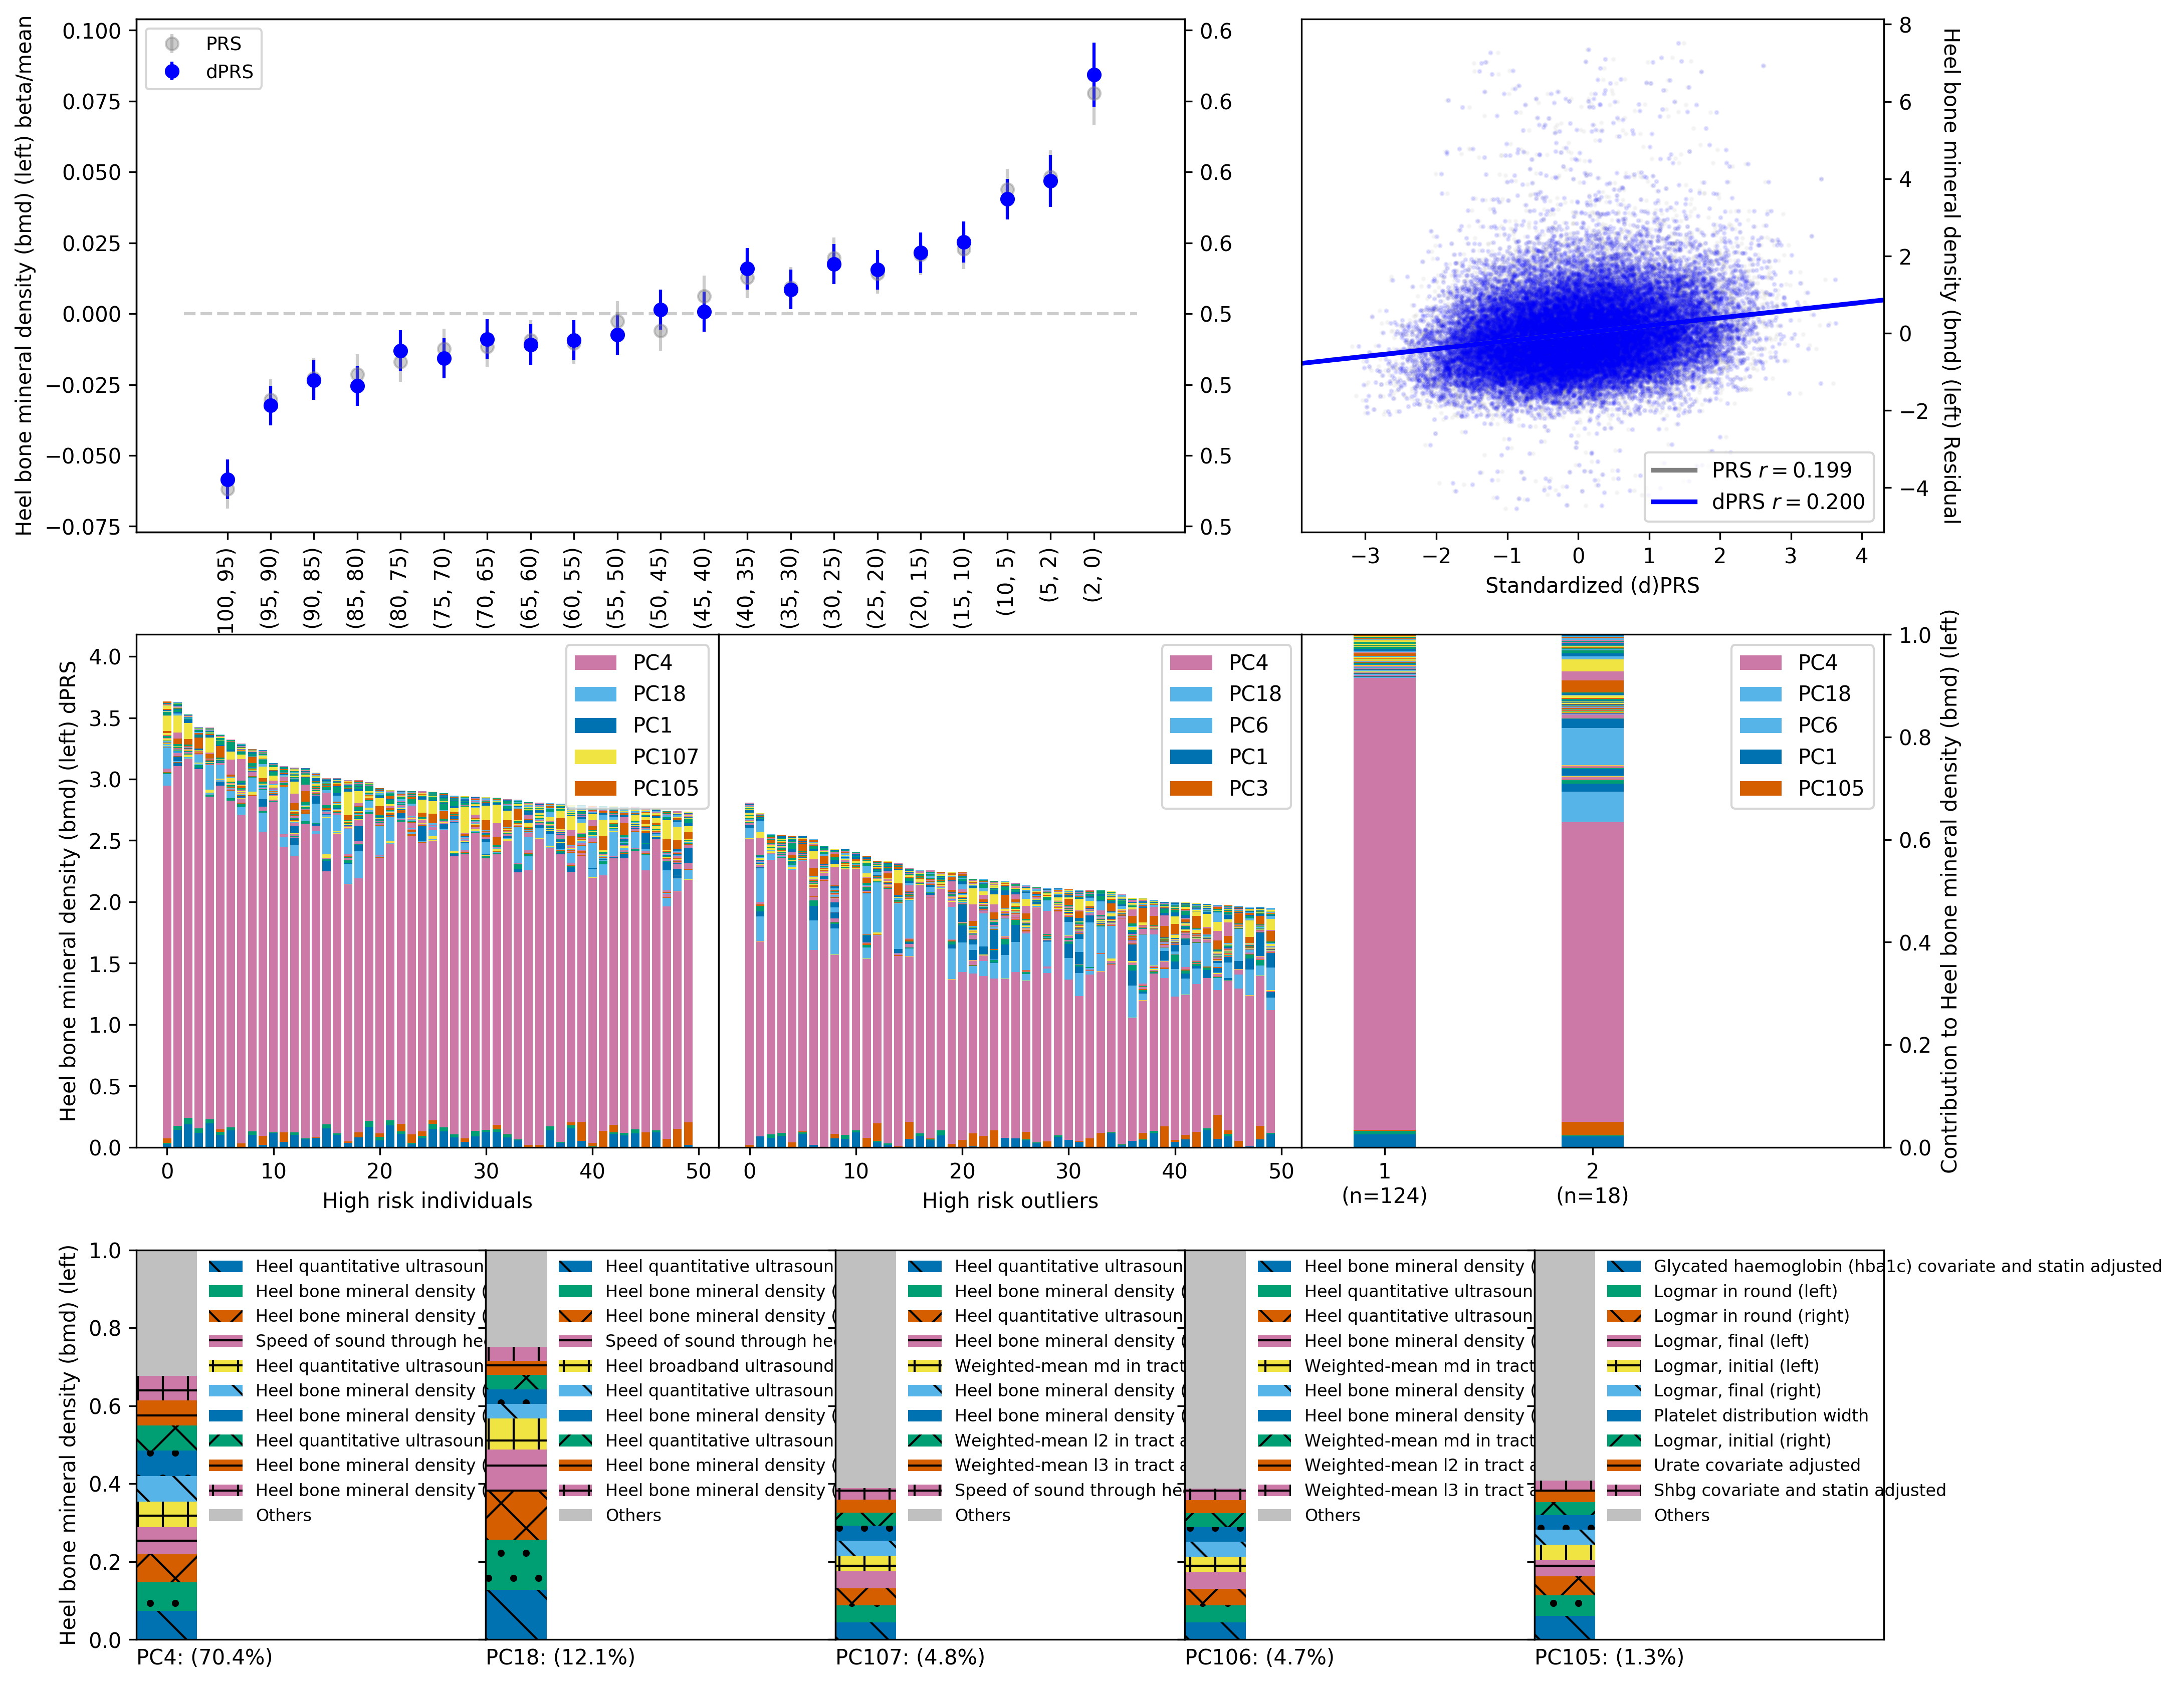 Heel bone mineral density (bmd) (left) beta/mean
0.100
0.075
0.050
0.025
0.000
−0.025
−0.050
−0.075
PRS
dPRS
0.6
0.6
0.6
0.6
0.5
0.5
0.5
0.5
100, 95)
(95, 90)
(90, 85)
(85, 80)
(80, 75)
(75, 70)
(70, 65)
(65, 60)
(60, 55)
(55, 50)
(50, 45)
(45, 40)
(40, 35)
(35, 30)
(30, 25)
(25, 20)
(20, 15)
(15, 10)
(10, 5)
(5, 2)
(2, 0)
Heel bone mineral density (bmd) (left) Residual
8
6
4
2
0
−2
−4
PRS r = 0.199
dPRS r = 0.200
−3 −2 −1 0 1 2 3 4
Standardized (d)PRS
Heel bone mineral density (bmd) (left) dPRS
4.0
3.5
3.0
2.5
2.0
1.5
1.0
0.5
0.0
PC4
PC18
PC1
PC107
PC105
0 10 20 30 40 50
High risk individuals
PC4
PC18
PC6
PC1
PC3
0 10 20 30 40 50
High risk outliers
PC4
PC18
PC6
PC1
PC105
1
(n=124)
2
(n=18)
1.0
0.8
0.6
0.4
0.2
0.0
Contribution to Heel bone mineral density (bmd) (left)
Heel bone mineral density (bmd) (left)
1.0
0.8
0.6
0.4
0.2
0.0
Heel quantitative ultrasoun
Heel bone mineral density (
Heel bone mineral density (
Speed of sound through he
Heel quantitative ultrasoun
Heel bone mineral density (
Heel bone mineral density (
Heel quantitative ultrasoun
Heel bone mineral density (
Heel bone mineral density (
Others
PC4: (70.4%)
Heel quantitative ultrasoun
Heel bone mineral density (
Heel bone mineral density (
Speed of sound through he
Heel broadband ultrasound
Heel quantitative ultrasoun
Heel bone mineral density (
Heel quantitative ultrasoun
Heel bone mineral density (
Heel bone mineral density (
Others
PC18: (12.1%)
Heel quantitative ultrasoun
Heel bone mineral density (
Heel quantitative ultrasoun
Heel bone mineral density (
Weighted-mean md in tract
Heel bone mineral density (
Heel bone mineral density (
Weighted-mean l2 in tract a
Weighted-mean l3 in tract a
Speed of sound through he
Others
PC107: (4.8%)
Heel bone mineral density (
Heel quantitative ultrasoun
Heel quantitative ultrasoun
Heel bone mineral density (
Weighted-mean md in tract
Heel bone mineral density (
Heel bone mineral density (
Weighted-mean md in tract
Weighted-mean l2 in tract a
Weighted-mean l3 in tract a
Others
PC106: (4.7%)
Glycated haemoglobin (hba1c) covariate and statin adjusted
Logmar in round (left)
Logmar in round (right)
Logmar, final (left)
Logmar, initial (left)
Logmar, final (right)
Platelet distribution width
Logmar, initial (right)
Urate covariate adjusted
Shbg covariate and statin adjusted
Others
PC105: (1.3%)